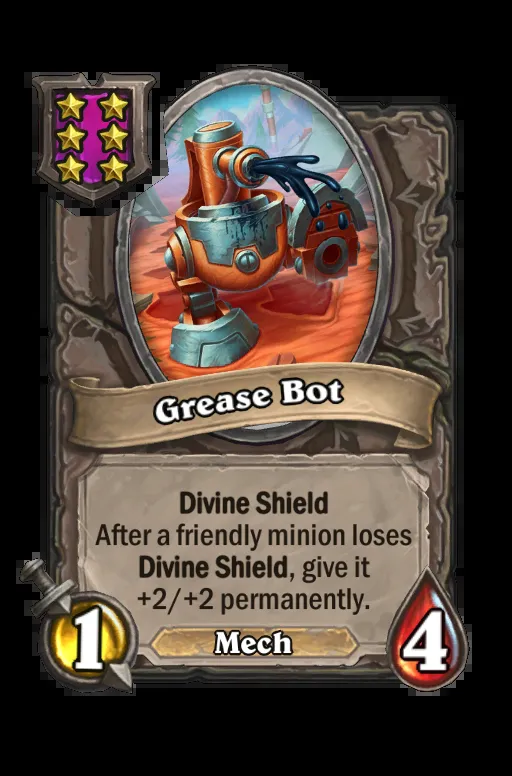 Grease Bot
Divine Shield
After a friendly minion loses
Divine Shield, give it
+2/+2 permanently.
1
Mech
4